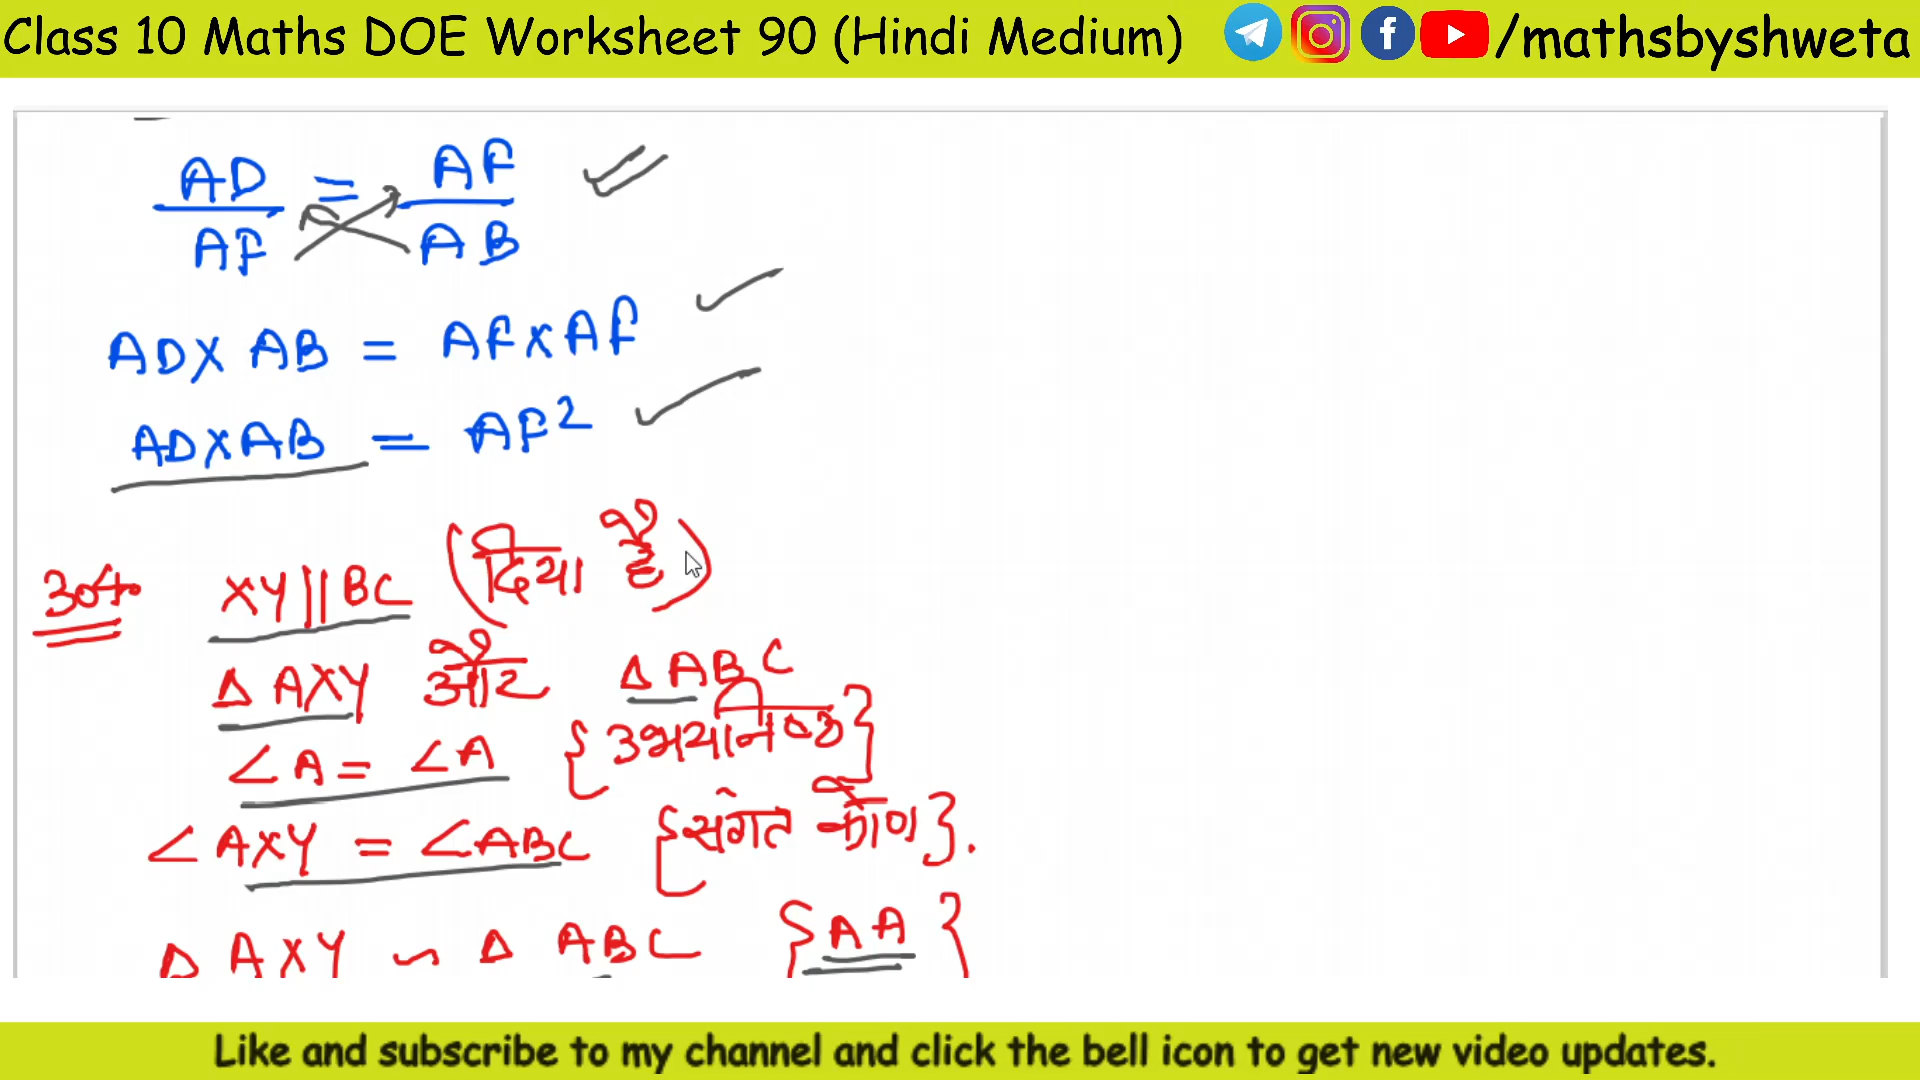 Class 10 Maths DOE Worksheet 90 (Hindi Medium) /mathsbyshweta
AD/AF = AF/AB
AD X AB = AF X AF
AD X AB = AF²
उ०४० XY||BC (दिया है)
Δ AXY और Δ ABC
∠A = ∠A {उभयनिष्ठ}
∠AXY = ∠ABC {संगत कोण}.
Δ AXY ~ Δ ABC {AA}
Like and subscribe to my channel and click the bell icon to get new video updates.